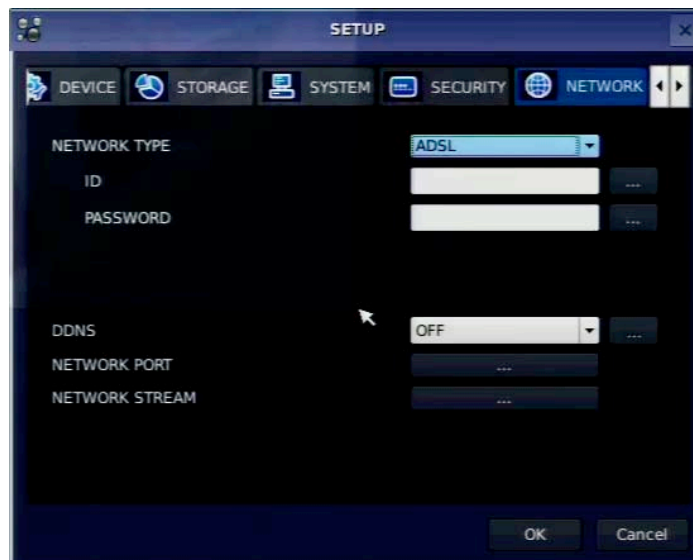 SETUP
DEVICE STORAGE SYSTEM SECURITY NETWORK
NETWORK TYPE ADSL
ID ...
PASSWORD ...
DDNS OFF ...
NETWORK PORT ...
NETWORK STREAM ...
OK Cancel